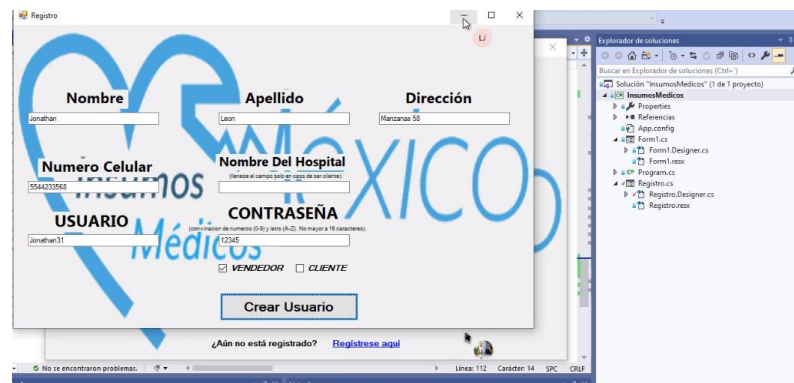 Registro
Explorador de soluciones
Buscar en Explorador de soluciones (Ctrl+´)
Solución "InsumosMedicos" (1 de 1 proyecto)
InsumosMedicos
Properties
Referencias
App.config
Form1.cs
Form1.Designer.cs
Form1.resx
Program.cs
Registro.cs
Registro.Designer.cs
Registro.resx
Nombre
Apellido
Dirección
Jonathan
Leon
Manzanae 58
Numero Celular
Nombre Del Hospital
(llenese el campo solo en caso de ser cliente).
5544233568
USUARIO
CONTRASEÑA
(convinacion de numeros (0-9) y letra (A-Z). No mayor a 16 caracteres).
Jonathan31
12345
VENDEDOR
CLIENTE
Crear Usuario
Insumos
Médicos
MéXICO
¿Aún no está registrado?
Regístrese aquí
No se encontraron problemas.
Línea: 112
Carácter: 14
SPC
CRLF